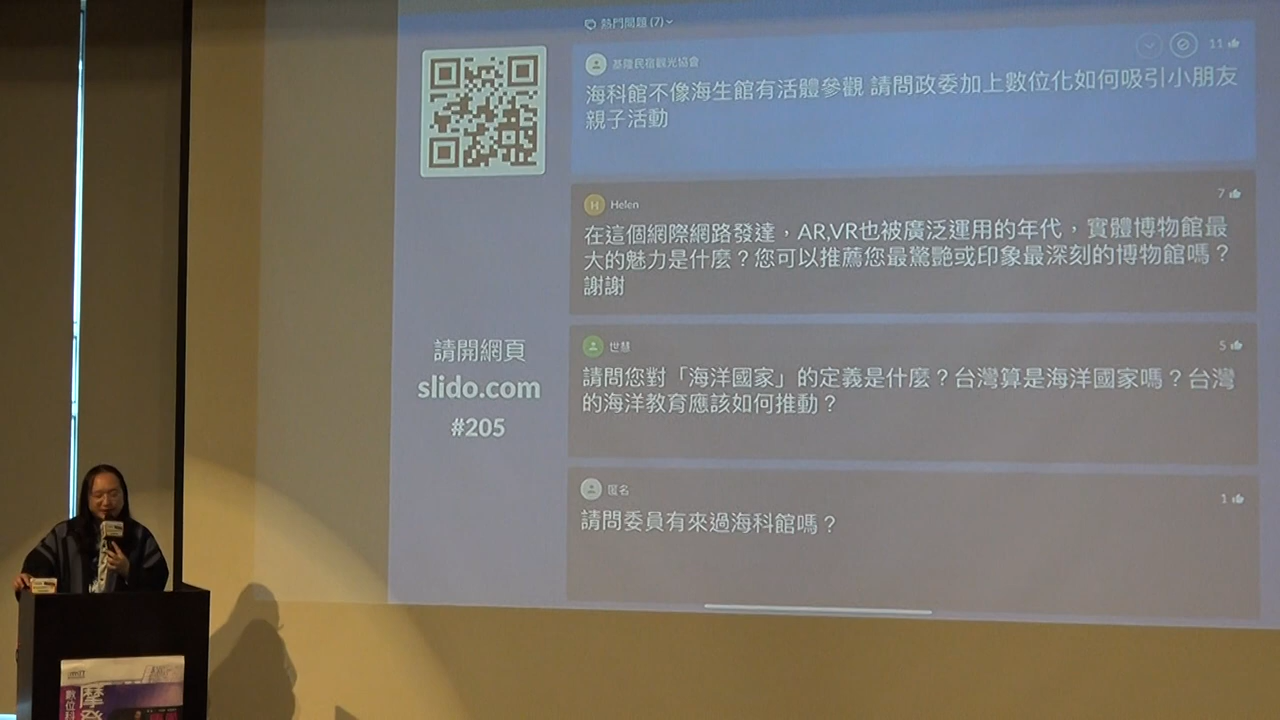 熱門問題 (7)
基隆民宿觀光協會
11
海科館不像海生館有活體參觀 請問政委加上數位化如何吸引小朋友
親子活動
H Helen
7
在這個網際網路發達，AR,VR也被廣泛運用的年代，實體博物館最
大的魅力是什麼？您可以推薦您最驚艷或印象最深刻的博物館嗎？
謝謝
世慧
5
請問您對「海洋國家」的定義是什麼？台灣算是海洋國家嗎？台灣
的海洋教育應該如何推動？
匿名
1
請問委員有來過海科館嗎？
請開網頁
slido.com
#205
數位科
摩登